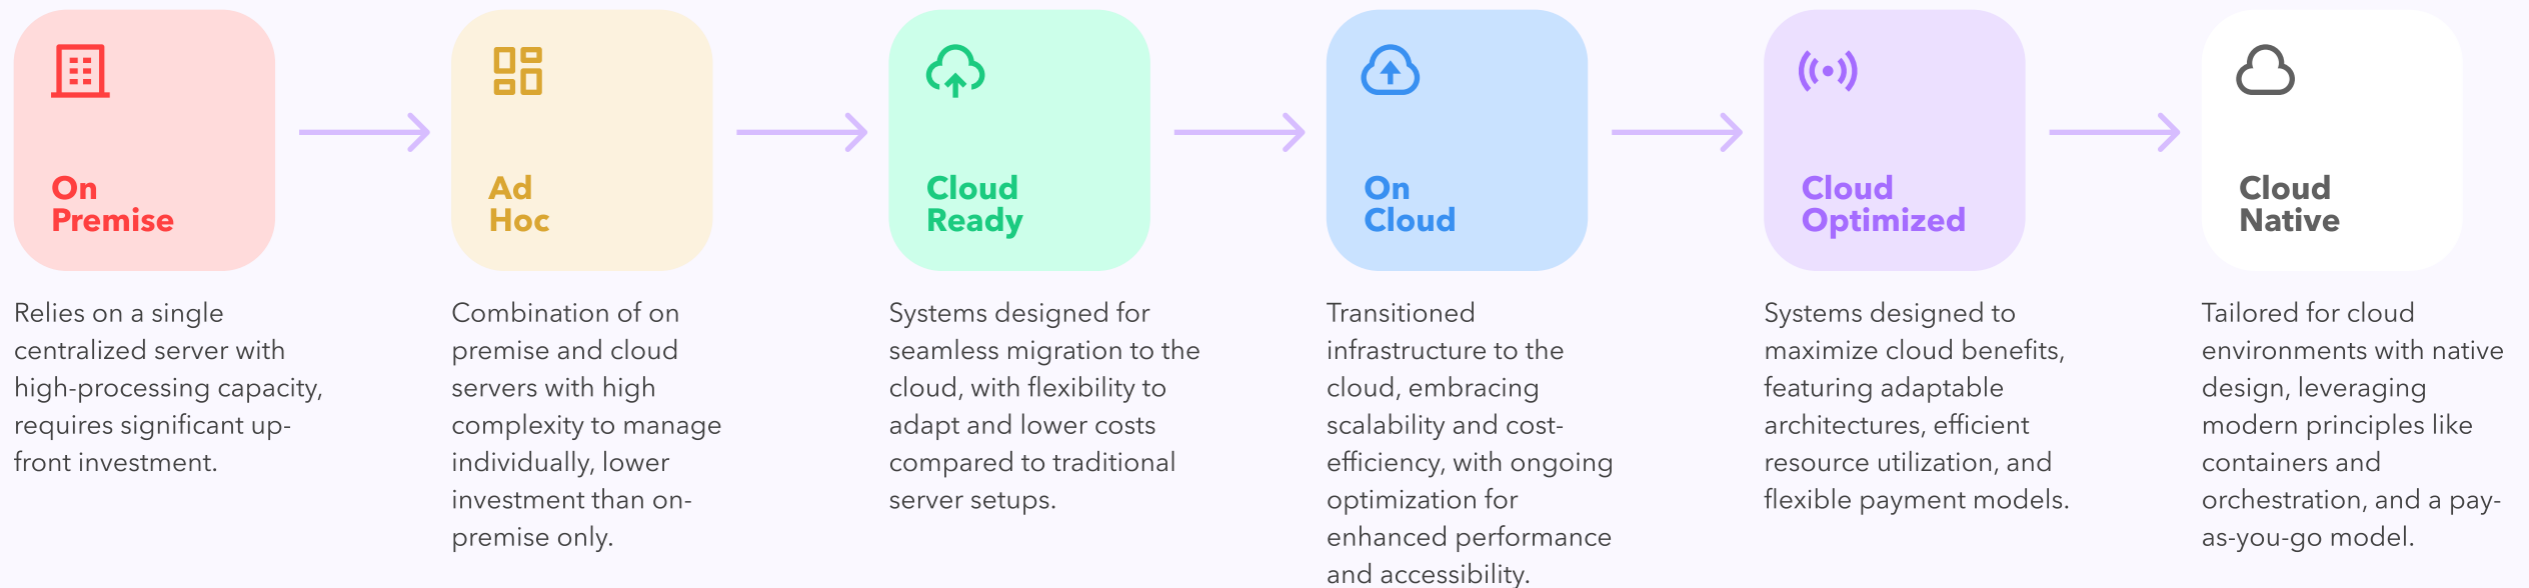 On
Premise
Relies on a single
centralized server with
high-processing capacity,
requires significant up-
front investment.
Ad
Hoc
Combination of on
premise and cloud
servers with high
complexity to manage
individually, lower
investment than on-
premise only.
Cloud
Ready
Systems designed for
seamless migration to the
cloud, with flexibility to
adapt and lower costs
compared to traditional
server setups.
On
Cloud
Transitioned
infrastructure to the
cloud, embracing
scalability and cost-
efficiency, with ongoing
optimization for
enhanced performance
and accessibility.
Cloud
Optimized
Systems designed to
maximize cloud benefits,
featuring adaptable
architectures, efficient
resource utilization, and
flexible payment models.
Cloud
Native
Tailored for cloud
environments with native
design, leveraging
modern principles like
containers and
orchestration, and a pay-
as-you-go model.